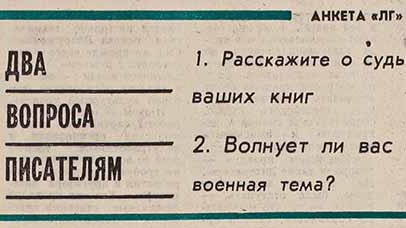 АНКЕТА «ЛГ»
ДВА
ВОПРОСА
ПИСАТЕЛЯМ
1. Расскажите о судь
ваших книг
2. Волнует ли вас
военная тема?